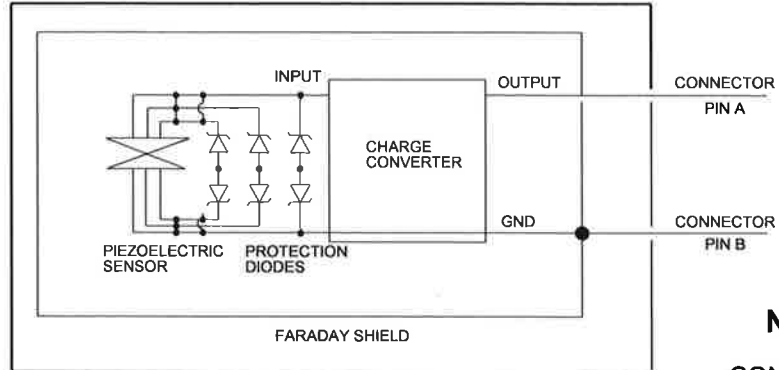 INPUT
OUTPUT
CONNECTOR
PIN A
CHARGE
CONVERTER
GND
CONNECTOR
PIN B
PIEZOELECTRIC
SENSOR
PROTECTION
DIODES
FARADAY SHIELD